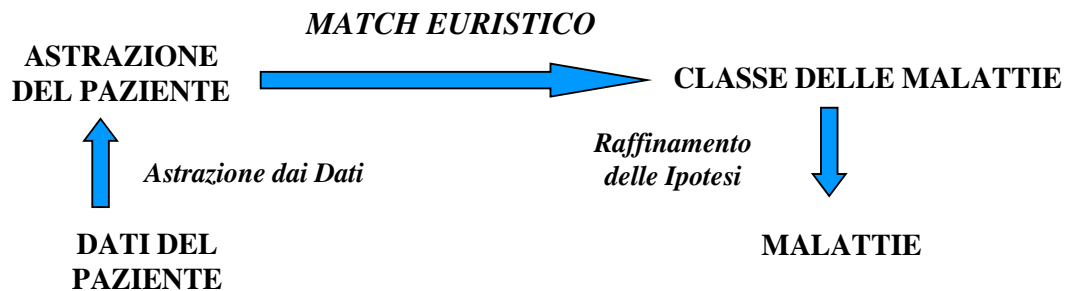 MATCH EURISTICO
ASTRAZIONE
DEL PAZIENTE
CLASSE DELLE MALATTIE
Astrazione dai Dati
Raffinamento
delle Ipotesi
DATI DEL
PAZIENTE
MALATTIE